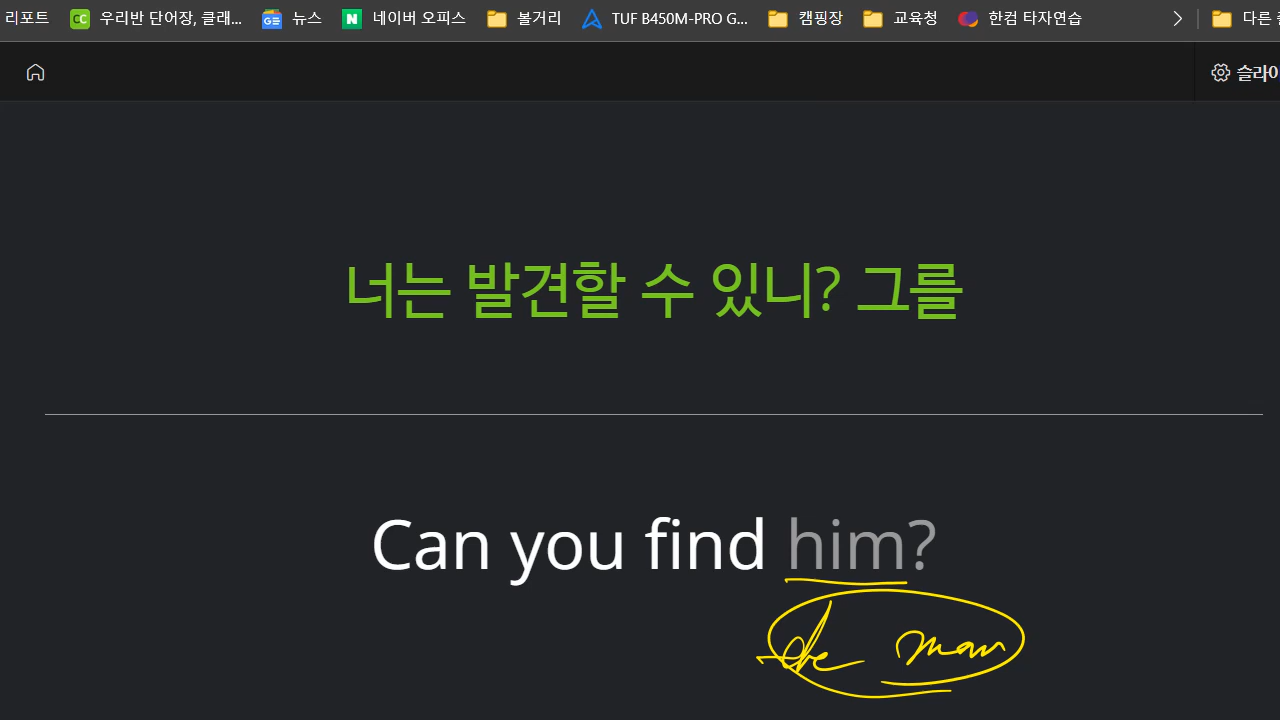 리포트 우리반 단어장, 클래... 뉴스 네이버 오피스 볼거리 TUF B450M-PRO G... 캠핑장 교육청 한컴 타자연습 다른
슬라이
너는 발견할 수 있니? 그를
Can you find him?
the man